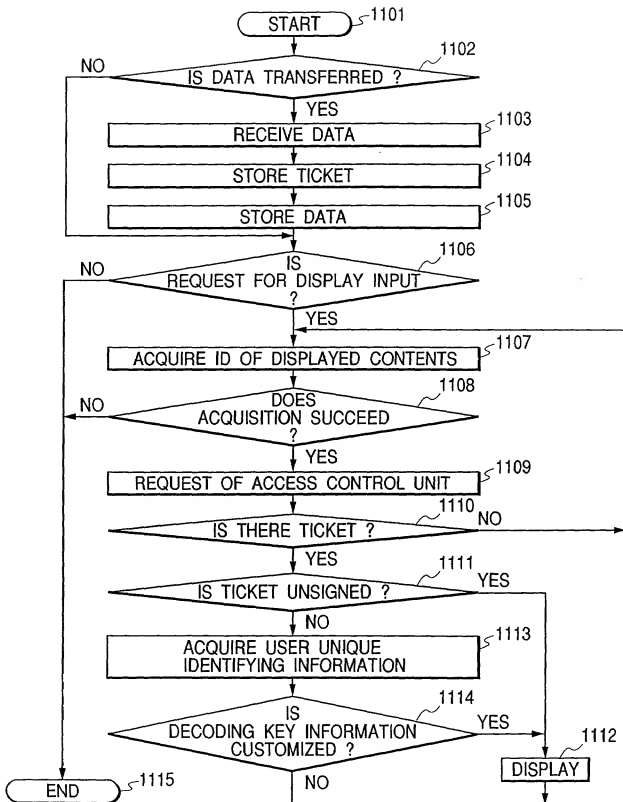 START
1101
1102
NO
IS DATA TRANSFERRED ?
YES
1103
RECEIVE DATA
1104
STORE TICKET
1105
STORE DATA
1106
NO
IS
REQUEST FOR DISPLAY INPUT
?
YES
1107
ACQUIRE ID OF DISPLAYED CONTENTS
1108
NO
DOES
ACQUISITION SUCCEED
?
YES
1109
REQUEST OF ACCESS CONTROL UNIT
1110
IS THERE TICKET ?
NO
YES
1111
IS TICKET UNSIGNED ?
YES
NO
1113
ACQUIRE USER UNIQUE
IDENTIFYING INFORMATION
1114
IS
DECODING KEY INFORMATION
CUSTOMIZED ?
YES
1112
DISPLAY
NO
END
1115